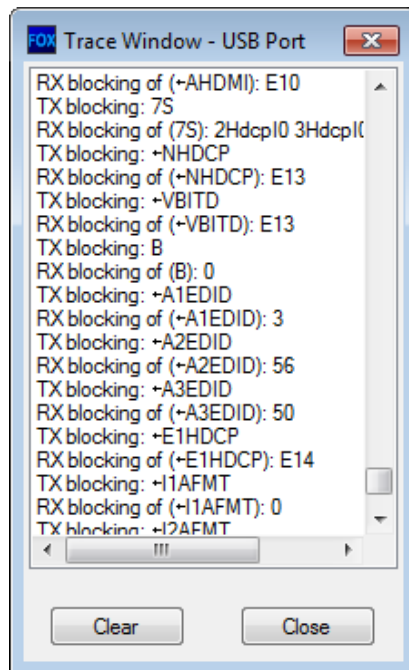 FOX Trace Window - USB Port
RX blocking of (←AHDMI): E10
TX blocking: 7S
RX blocking of (7S): 2HdcpI0 3HdcpI0
TX blocking: ←NHDCP
RX blocking of (←NHDCP): E13
TX blocking: ←VBITD
RX blocking of (←VBITD): E13
TX blocking: B
RX blocking of (B): 0
TX blocking: ←A1EDID
RX blocking of (←A1EDID): 3
TX blocking: ←A2EDID
RX blocking of (←A2EDID): 56
TX blocking: ←A3EDID
RX blocking of (←A3EDID): 50
TX blocking: ←E1HDCP
RX blocking of (←E1HDCP): E14
TX blocking: ←I1AFMT
RX blocking of (←I1AFMT): 0
TX blocking: ←I2AFMT
Clear Close